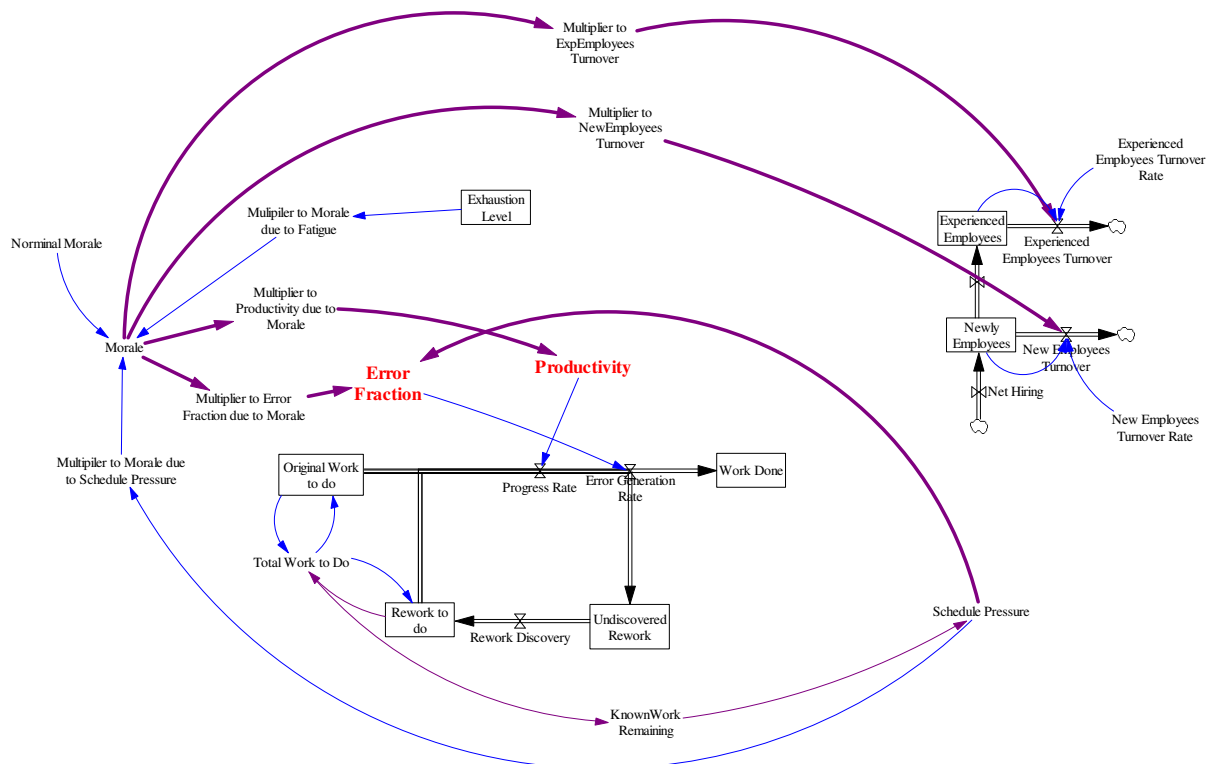 Multiplier to
ExpEmployees
Turnover
Multiplier to
NewEmployees
Turnover
Experienced
Employees Turnover
Rate
Exhaustion
Level
Mulipiler to Morale
due to Fatigue
Norminal Morale
Experienced
Employees
Experienced
Employees Turnover
Multiplier to
Productivity due to
Morale
Morale
Newly
Employees
New Employees
Turnover
Error
Fraction
Productivity
Multiplier to Error
Fraction due to Morale
Net Hiring
New Employees
Turnover Rate
Multipiler to Morale due
to Schedule Pressure
Original Work
to do
Progress Rate
Error Generation
Rate
Work Done
Total Work to Do
Rework to
do
Rework Discovery
Undiscovered
Rework
Schedule Pressure
KnownWork
Remaining